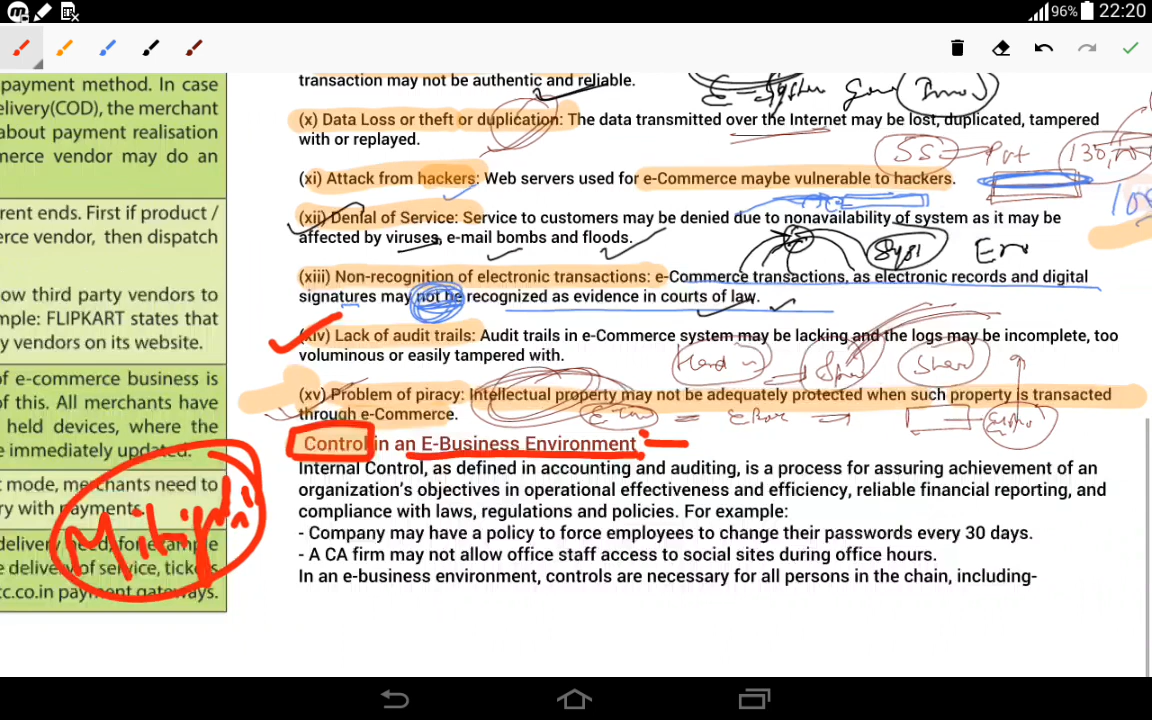 96%
22:20
payment method. In case
elivery(COD), the merchant
about payment realisation
merce vendor may do an
rent ends. First if product /
erce vendor, then dispatch
ow third party vendors to
mple: FLIPKART states that
y vendors on its website.
of e-commerce business is
of this. All merchants have
held devices, where the
e immediately updated.
t mode, merchants need to
ry with payments.
delivery need, for example
e delivery of service, tickets
tc.co.in payment gateways.
transaction may not be authentic and reliable.
(x) Data Loss or theft or duplication: The data transmitted over the Internet may be lost, duplicated, tampered
with or replayed.
(xi) Attack from hackers: Web servers used for e-Commerce maybe vulnerable to hackers.
(xii) Denial of Service: Service to customers may be denied due to nonavailability of system as it may be
affected by viruses, e-mail bombs and floods.
(xiii) Non-recognition of electronic transactions: e-Commerce transactions, as electronic records and digital
signatures may not be recognized as evidence in courts of law.
(xiv) Lack of audit trails: Audit trails in e-Commerce system may be lacking and the logs may be incomplete, too
voluminous or easily tampered with.
(xv) Problem of piracy: Intellectual property may not be adequately protected when such property is transacted
through e-Commerce.
Control in an E-Business Environment
Internal Control, as defined in accounting and auditing, is a process for assuring achievement of an
organization's objectives in operational effectiveness and efficiency, reliable financial reporting, and
compliance with laws, regulations and policies. For example:
- Company may have a policy to force employees to change their passwords every 30 days.
- A CA firm may not allow office staff access to social sites during office hours.
In an e-business environment, controls are necessary for all persons in the chain, including-